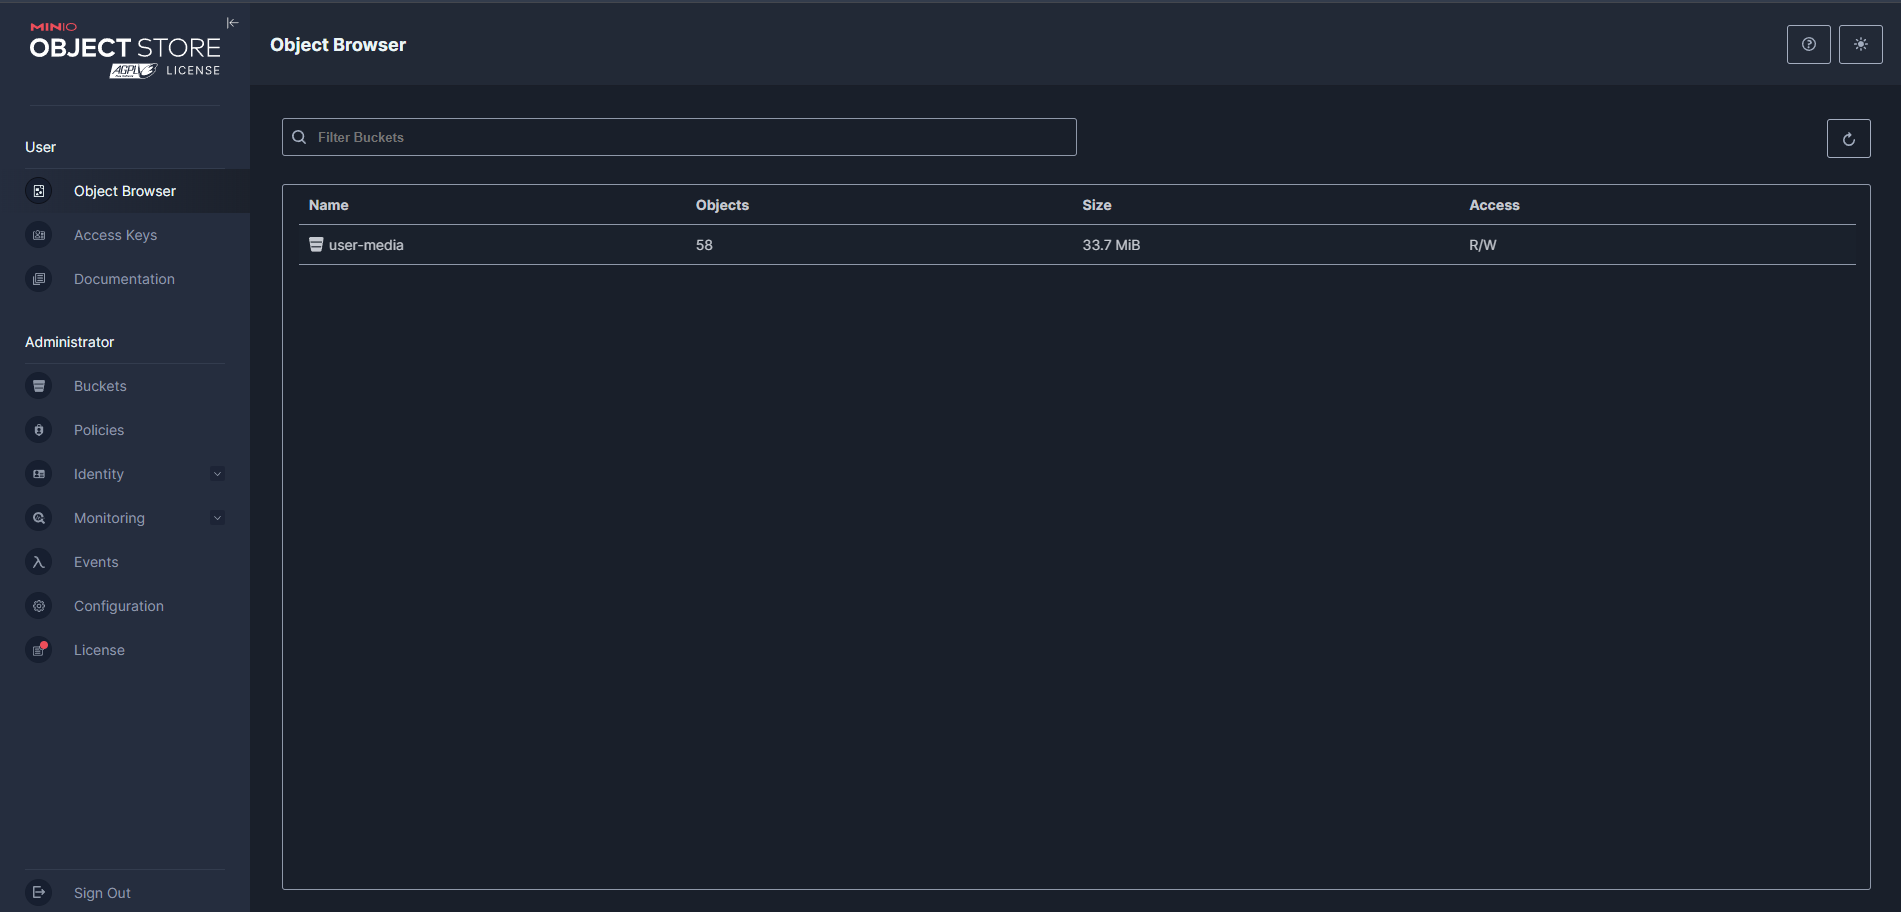 MINIO
OBJECT STORE
AGPLv3 LICENSE
User
Object Browser
Access Keys
Documentation
Administrator
Buckets
Policies
Identity
Monitoring
Events
Configuration
License
Sign Out
Object Browser
Filter Buckets
Name Objects Size Access
user-media 58 33.7 MiB R/W